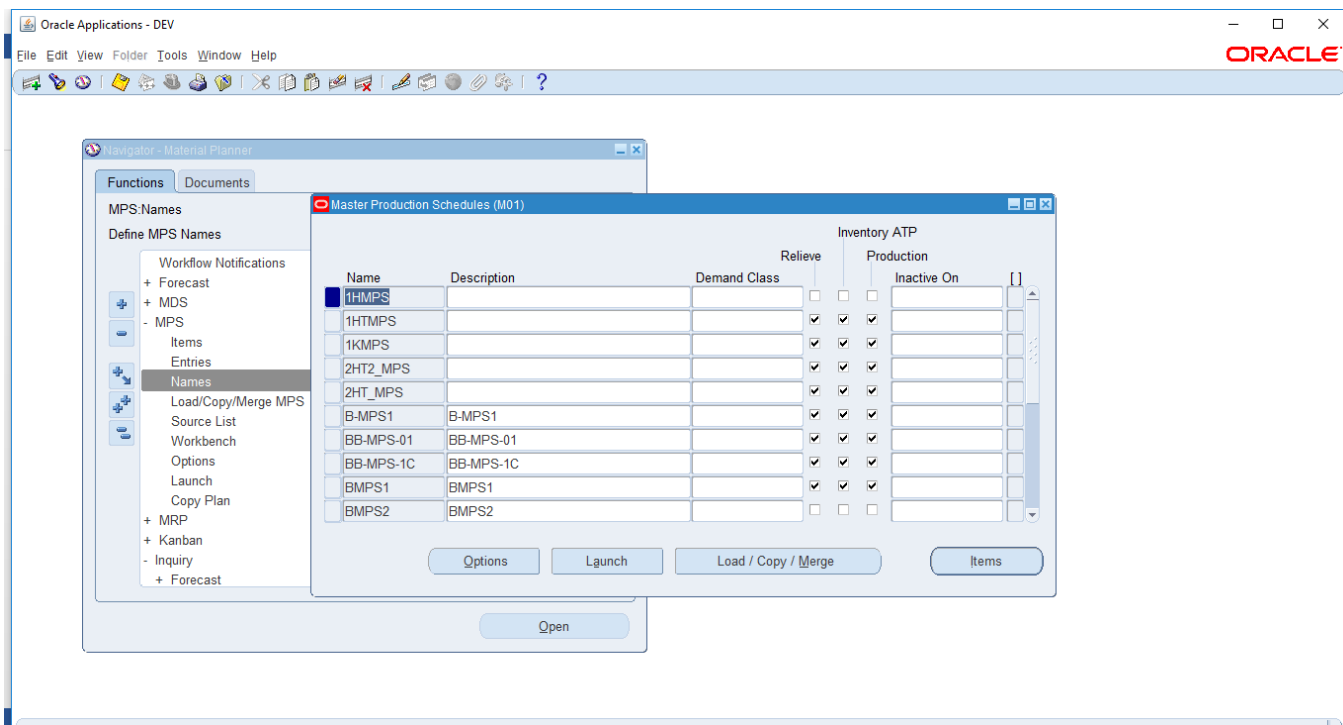 Oracle Applications - DEV
File Edit View Folder Tools Window Help
ORACLE
Navigator - Material Planner
Functions Documents
MPS:Names
Define MPS Names
Workflow Notifications
+ Forecast
+ MDS
- MPS
Items
Entries
Names
Load/Copy/Merge MPS
Source List
Workbench
Options
Launch
Copy Plan
+ MRP
+ Kanban
- Inquiry
+ Forecast
Open
Master Production Schedules (M01)
Inventory ATP
Relieve Production
Name Description Demand Class Inactive On [ ]
1HMPS
1HTMPS
1KMPS
2HT2_MPS
2HT_MPS
B-MPS1 B-MPS1
BB-MPS-01 BB-MPS-01
BB-MPS-1C BB-MPS-1C
BMPS1 BMPS1
BMPS2 BMPS2
Options Launch Load / Copy / Merge Items